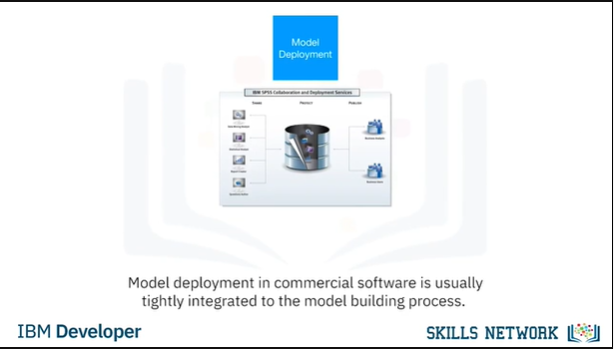 Model
Deployment
IBM SPSS Collaboration and Deployment Services
Model deployment in commercial software is usually
tightly integrated to the model building process.
IBM Developer
SKILLS NETWORK